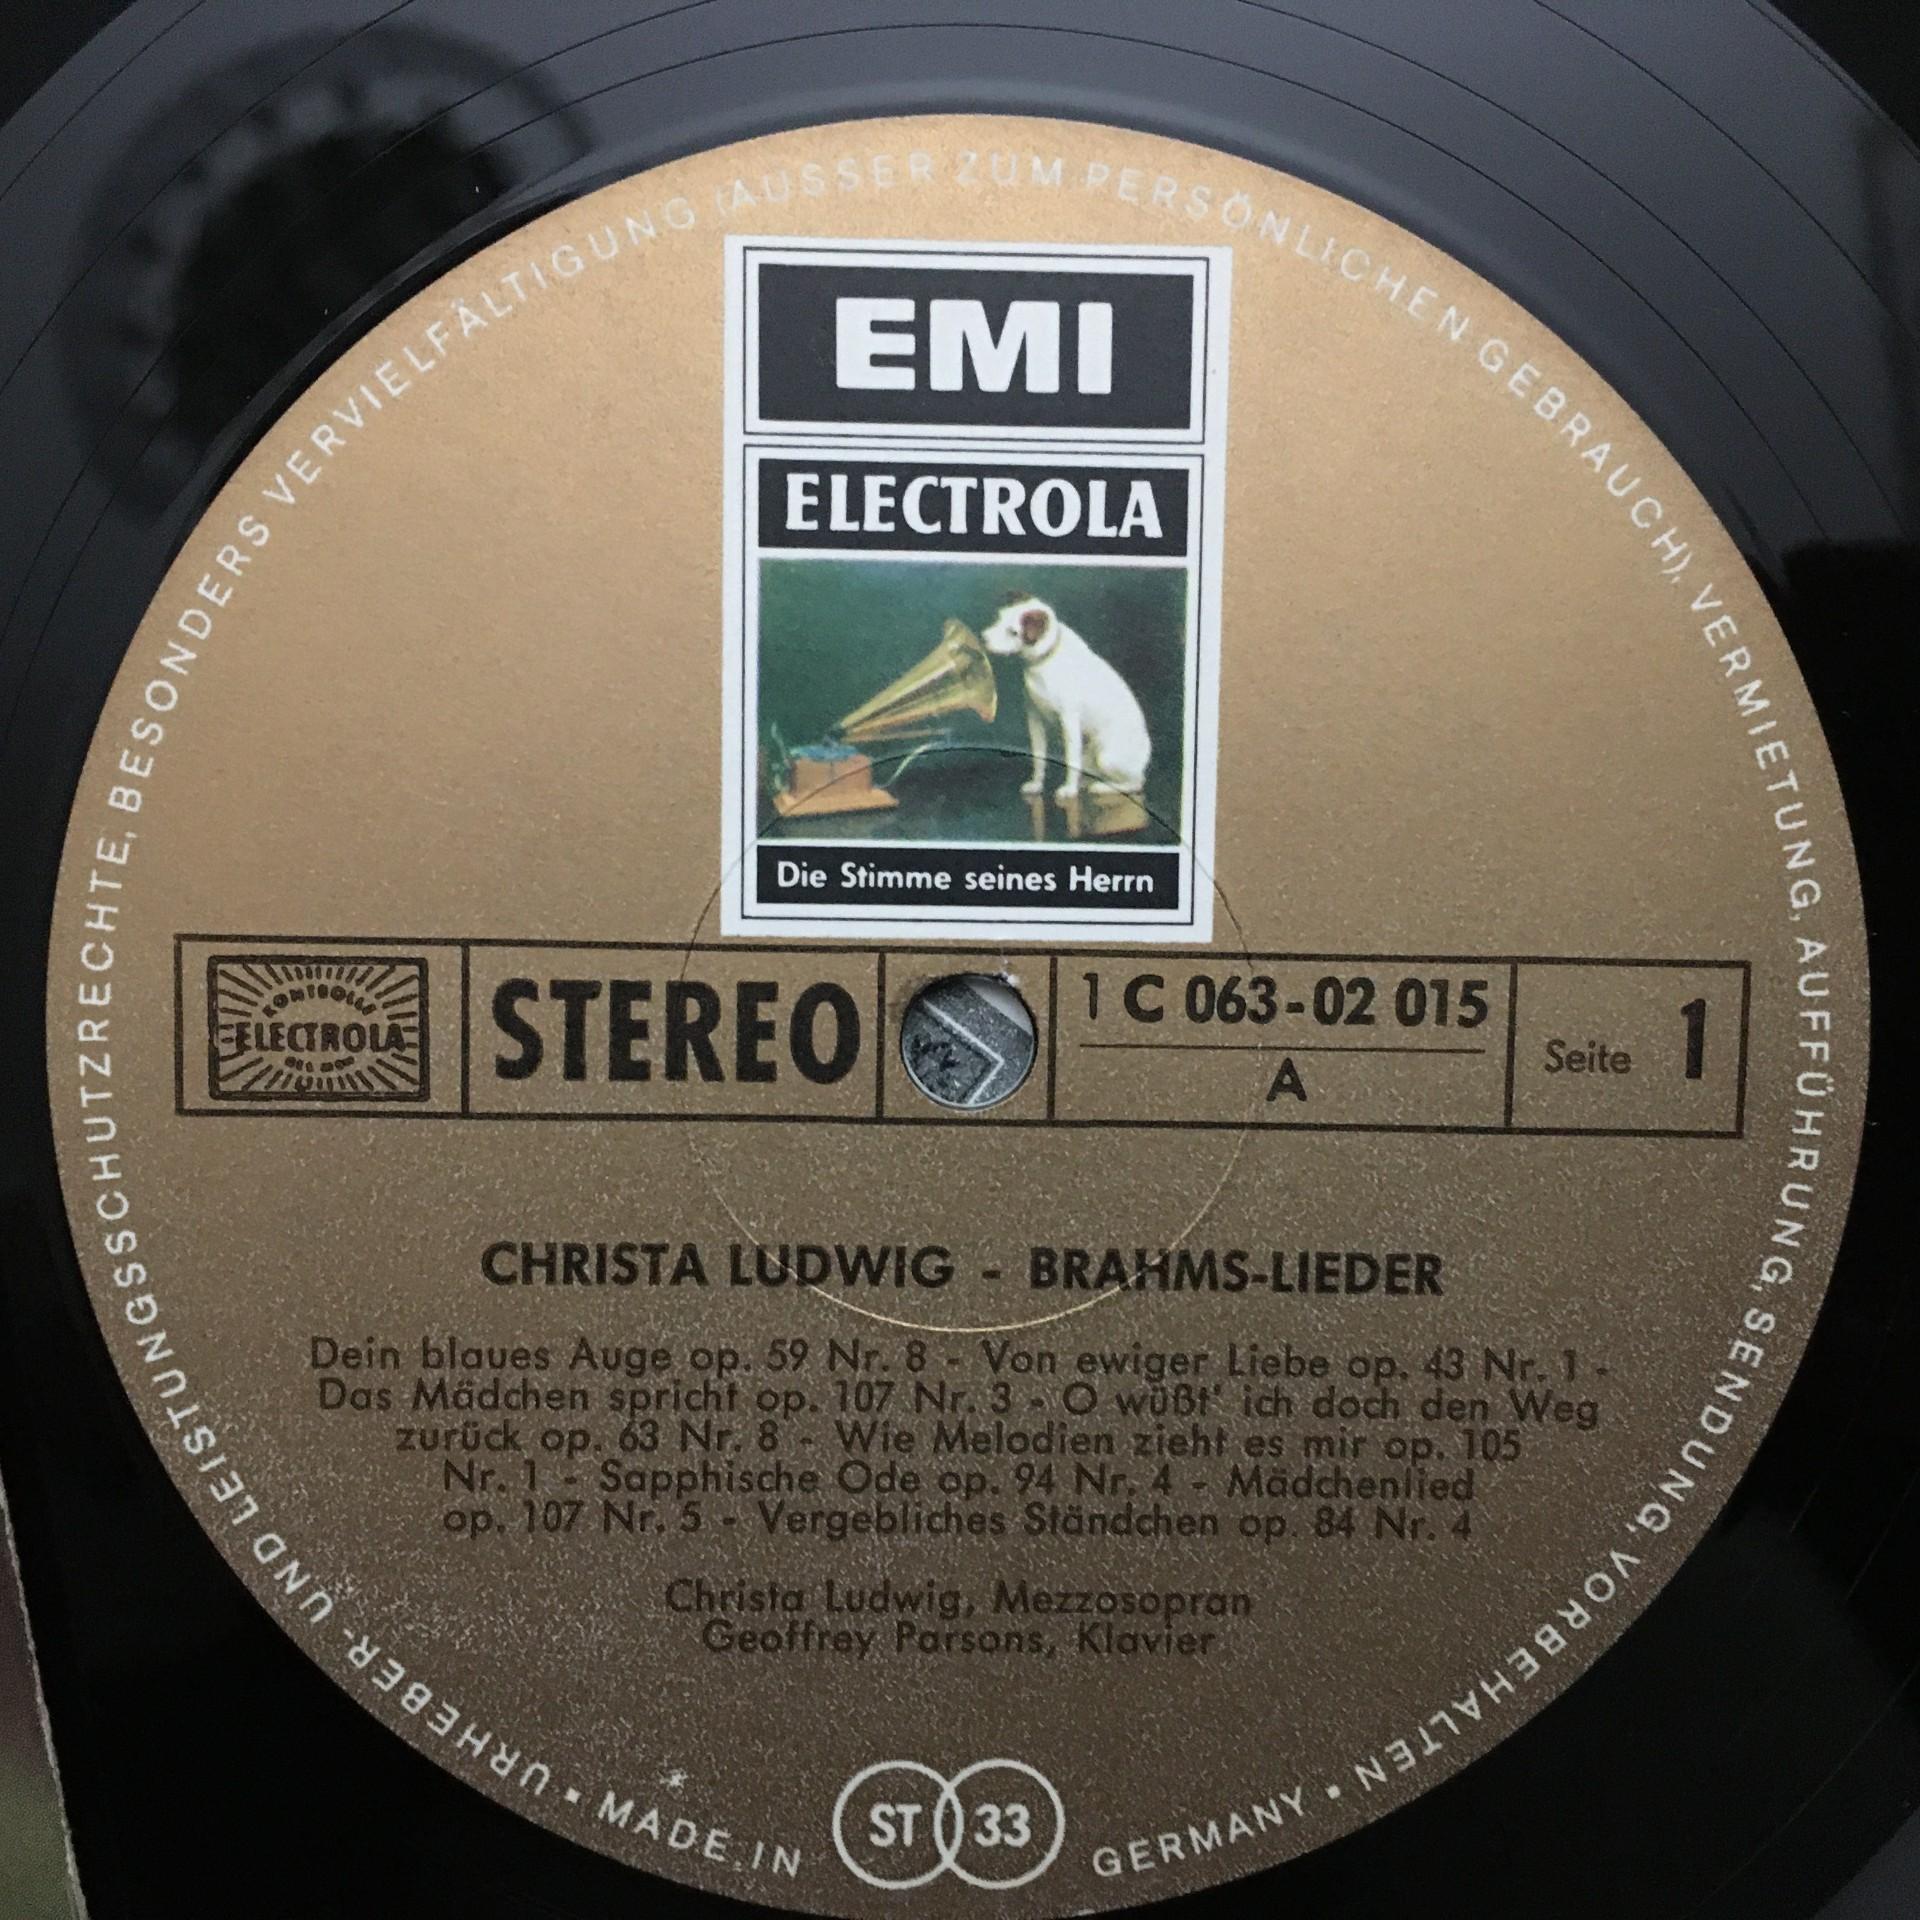 EMI
ELECTROLA
Die Stimme seines Herrn
KONTROLLE
ELECTROLA
STEREO
1 C 063-02 015
A
Seite 1
CHRISTA LUDWIG - BRAHMS-LIEDER
Dein blaues Auge op. 59 Nr. 8 - Von ewiger Liebe op. 43 Nr. 1 -
Das Mädchen spricht op. 107 Nr. 3 - O wüßt' ich doch den Weg
zurück op. 63 Nr. 8 - Wie Melodien zieht es mir op. 105
Nr. 1 - Sapphische Ode op. 94 Nr. 4 - Mädchenlied
op. 107 Nr. 5 - Vergebliches Ständchen op. 84 Nr. 4
Christa Ludwig, Mezzosopran
Geoffrey Parsons, Klavier
ST 33
URHEBER- UND LEISTUNGSSCHUTZRECHTE, BESONDERS VERVIELFÄLTIGUNG (AUSSER ZUM PERSÖNLICHEN GEBRAUCH), VERMIETUNG, AUFFÜHRUNG, SENDUNG, VORBEHALTEN • MADE IN GERMANY •